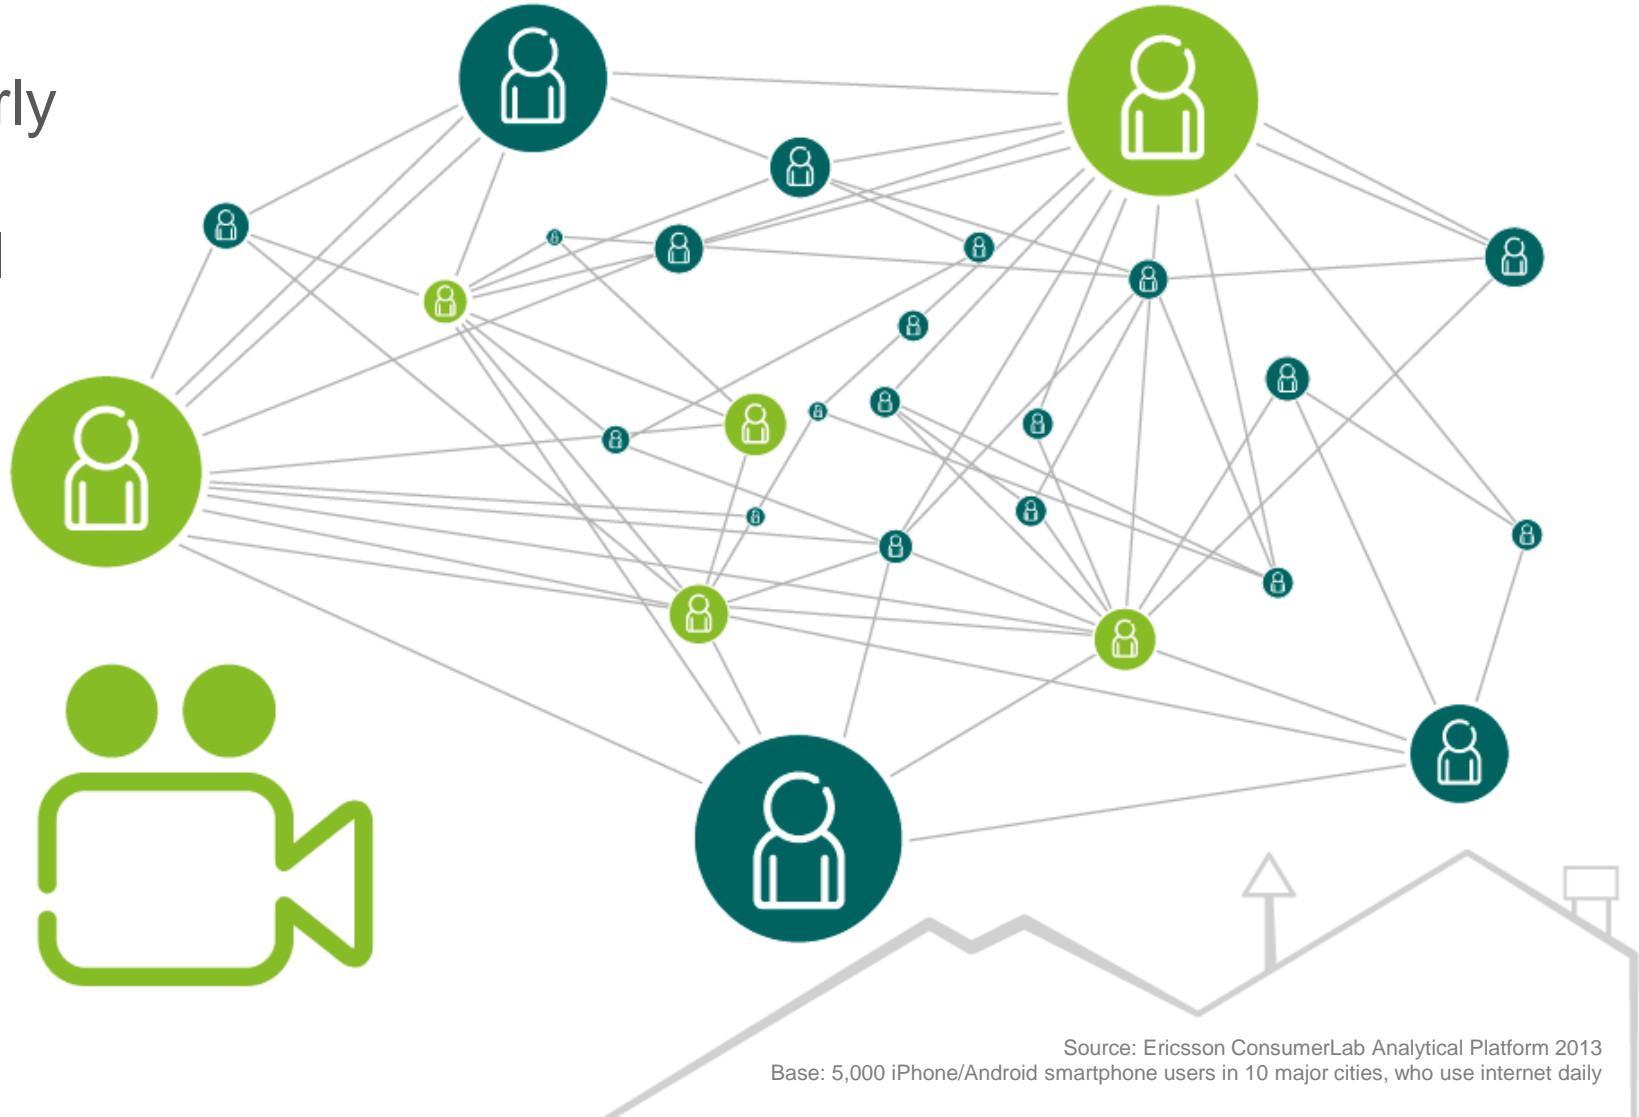 rly
Source: Ericsson ConsumerLab Analytical Platform 2013
Base: 5,000 iPhone/Android smartphone users in 10 major cities, who use internet daily